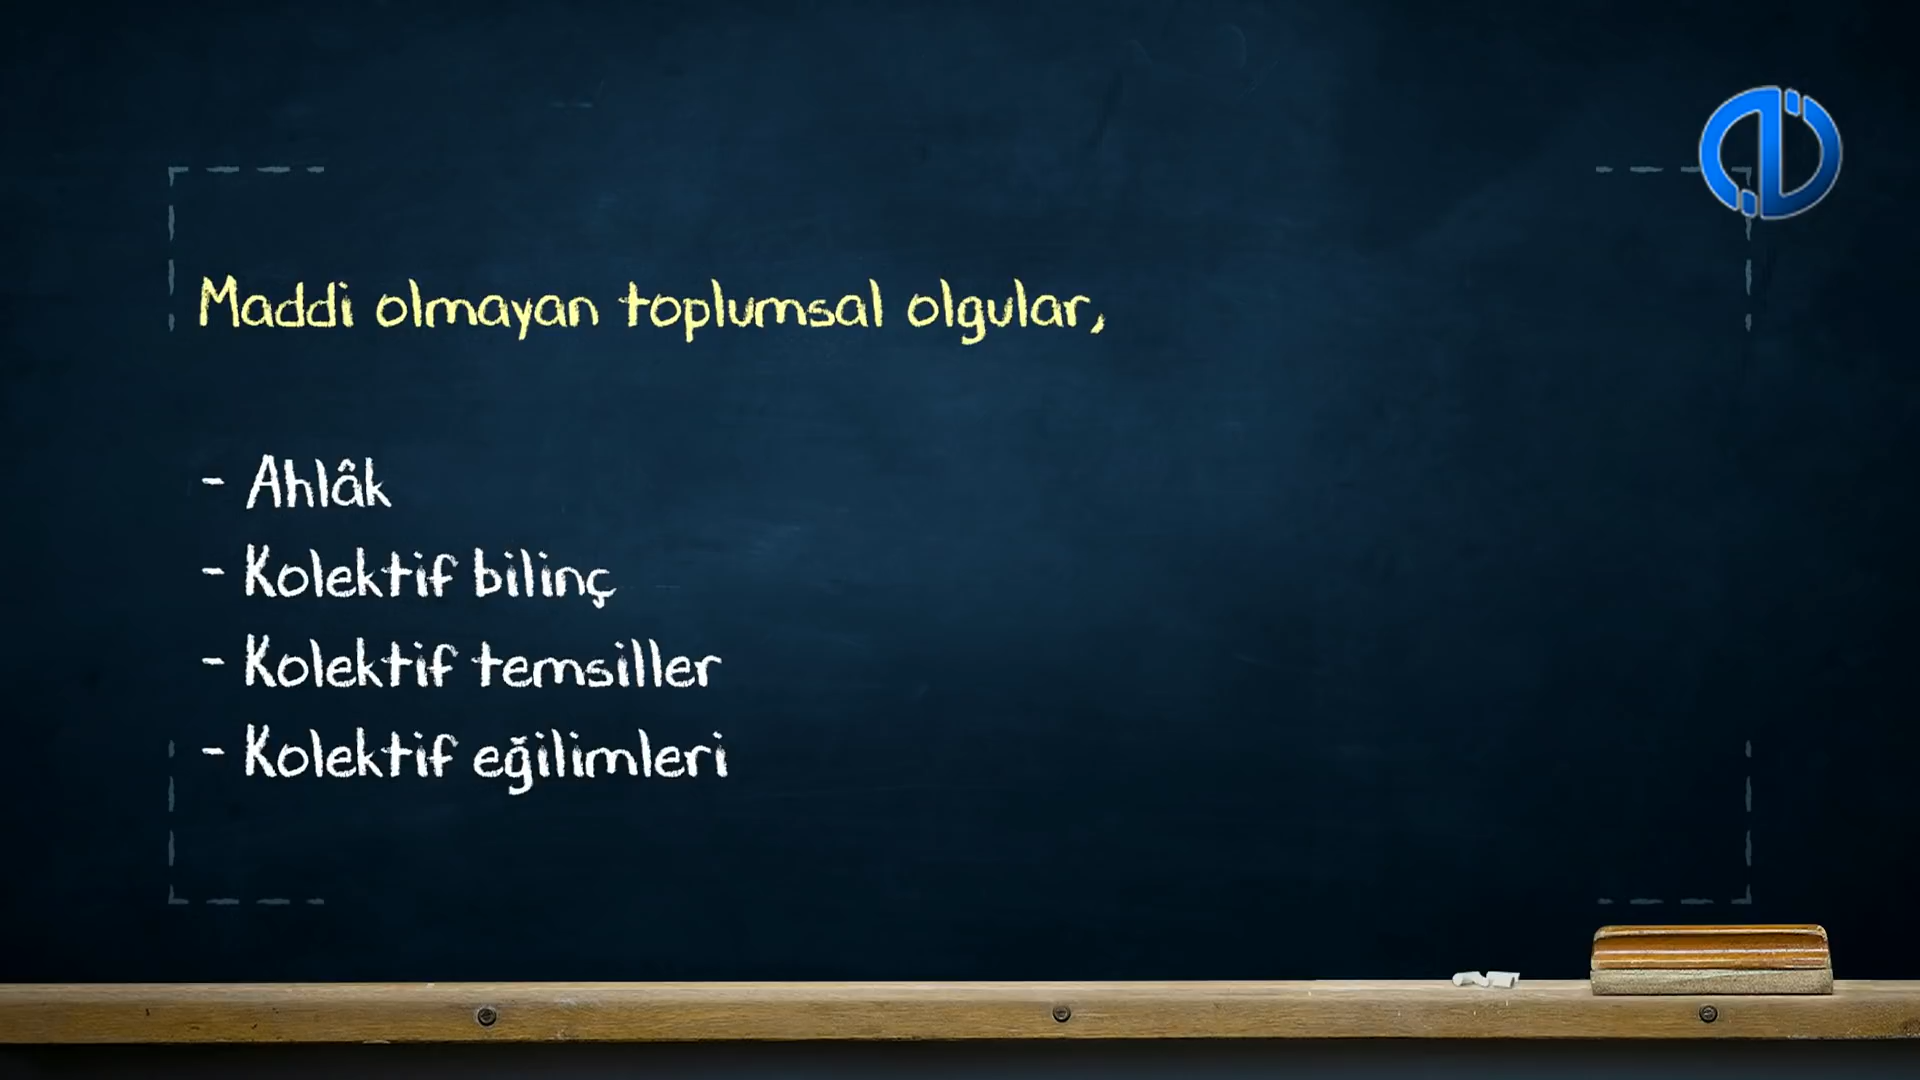 Maddi olmayan toplumsal olgular,
- Ahlâk
- Kolektif bilinç
- Kolektif temsiller
- Kolektif eğilimleri